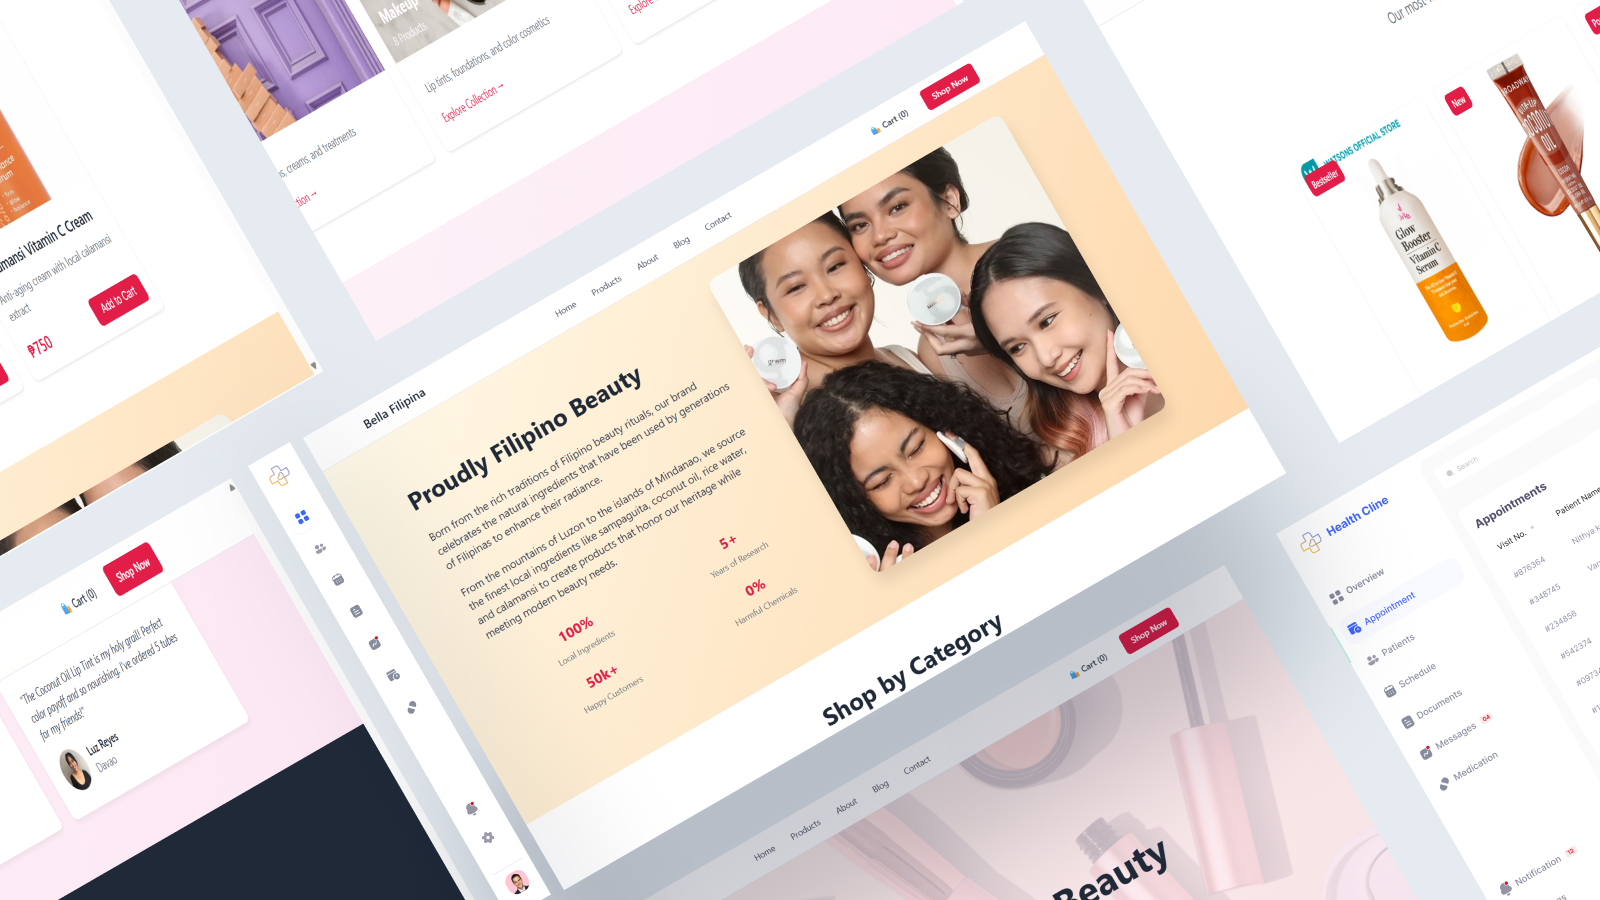 Makeup
8 Products
Lip tints, foundations, and color cosmetics
Explore Collection →
Explore
creams, and treatments
Vitamin C Cream
Anti-aging cream with local calamansi
extract
₱750
Add to Cart
Cart (0)
Shop Now
Home
Products
About
Blog
Contact
Bella Filipina
Proudly Filipino Beauty
Born from the rich traditions of Filipino beauty rituals, our brand
celebrates the natural ingredients that have been used by generations
of Filipinas to enhance their radiance.
From the mountains of Luzon to the islands of Mindanao, we source
the finest local ingredients like sampaguita, coconut oil, rice water,
and calamansi to create products that honor our heritage while
meeting modern beauty needs.
100%
Local Ingredients
5+
Years of Research
50k+
Happy Customers
0%
Harmful Chemicals
grwm
Shop by Category
Cart (0)
Shop Now
Home
Products
About
Blog
Contact
Beauty
Cart (0)
Shop Now
"The Coconut Oil Lip Tint is my holy grail! Perfect
color payoff and so nourishing. I've ordered 5 tubes
for my friends!"
Luz Reyes
Davao
Our most
WATSONS OFFICIAL STORE
Bestseller
Glow
Booster
Vitamin C
Serum
New
OIL
Health Cline
Search
Overview
Appointment
Patients
Schedule
Documents
Messages 04
Medication
Notification 12
Appointments
Visit No.
Patient Name
#876364
#348745
#234856
#542374
Nithya